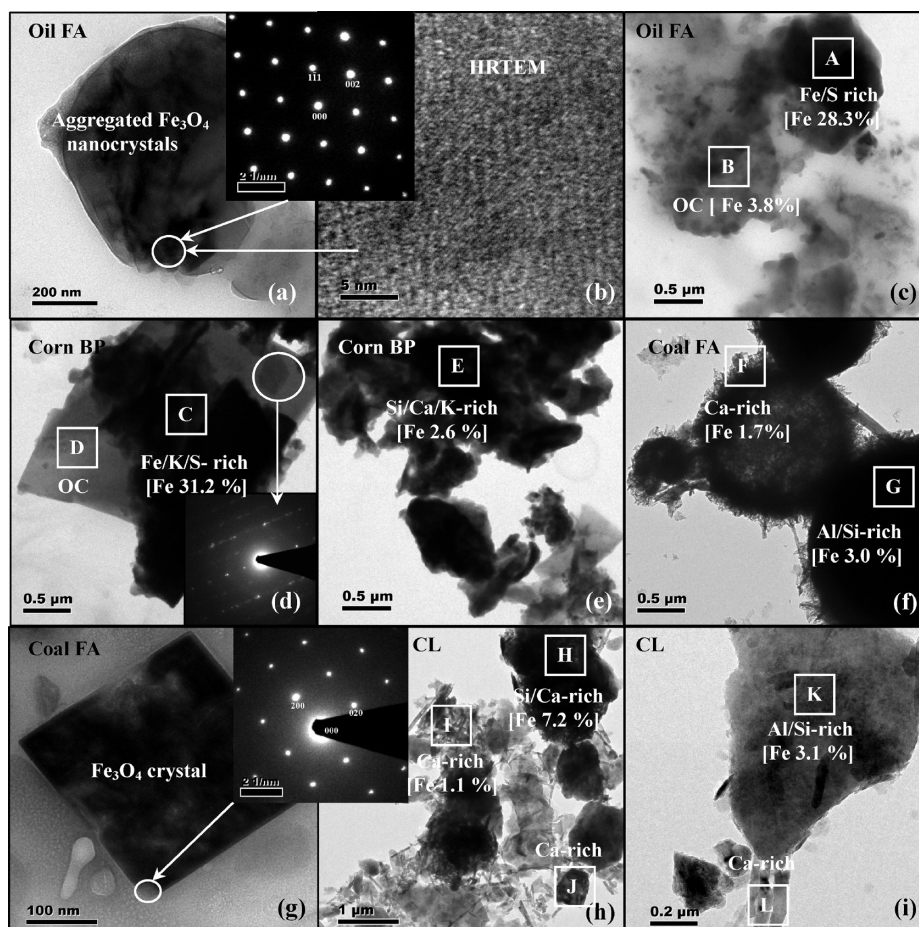 Oil FA
Aggregated Fe₃O₄
nanocrystals
200 nm
(a)
1̄11̄
002
000
2 1/nm
HRTEM
5 nm
(b)
Oil FA
A
Fe/S rich
[Fe 28.3%]
B
OC [ Fe 3.8%]
0.5 µm
(c)
Corn BP
C
D
OC
Fe/K/S- rich
[Fe 31.2 %]
0.5 µm
(d)
Corn BP
E
Si/Ca/K-rich
[Fe 2.6 %]
0.5 µm
(e)
Coal FA
F
Ca-rich
[Fe 1.7%]
G
Al/Si-rich
[Fe 3.0 %]
0.5 µm
(f)
Coal FA
Fe₃O₄ crystal
100 nm
(g)
200
020
000
2 1/nm
CL
H
Si/Ca-rich
[Fe 7.2 %]
I
Ca-rich
[Fe 1.1 %]
Ca-rich
J
1 µm
(h)
CL
K
Al/Si-rich
[Fe 3.1 %]
Ca-rich
L
0.2 µm
(i)